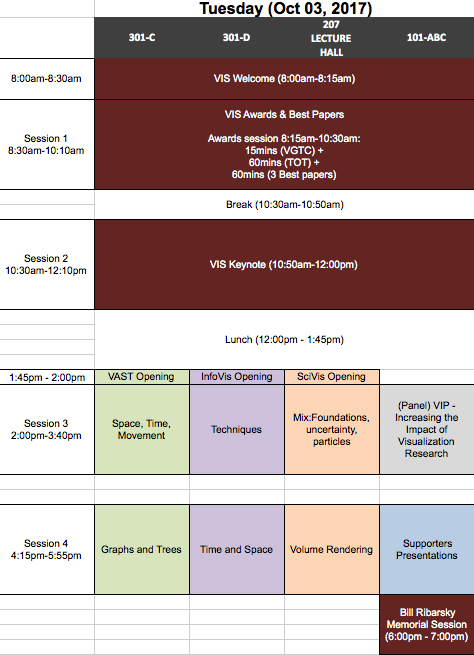 Tuesday (Oct 03, 2017)
301-C
301-D
207
LECTURE
HALL
101-ABC
8:00am-8:30am
VIS Welcome (8:00am-8:15am)
Session 1
8:30am-10:10am
VIS Awards & Best Papers
Awards session 8:15am-10:30am:
15mins (VGTC) +
60mins (TOT) +
60mins (3 Best papers)
Break (10:30am-10:50am)
Session 2
10:30am-12:10pm
VIS Keynote (10:50am-12:00pm)
Lunch (12:00pm - 1:45pm)
1:45pm - 2:00pm
VAST Opening
InfoVis Opening
SciVis Opening
Session 3
2:00pm-3:40pm
Space, Time,
Movement
Techniques
Mix:Foundations,
uncertainty,
particles
(Panel) VIP -
Increasing the
Impact of
Visualization
Research
Session 4
4:15pm-5:55pm
Graphs and Trees
Time and Space
Volume Rendering
Supporters
Presentations
Bill Ribarsky
Memorial Session
(6:00pm - 7:00pm)